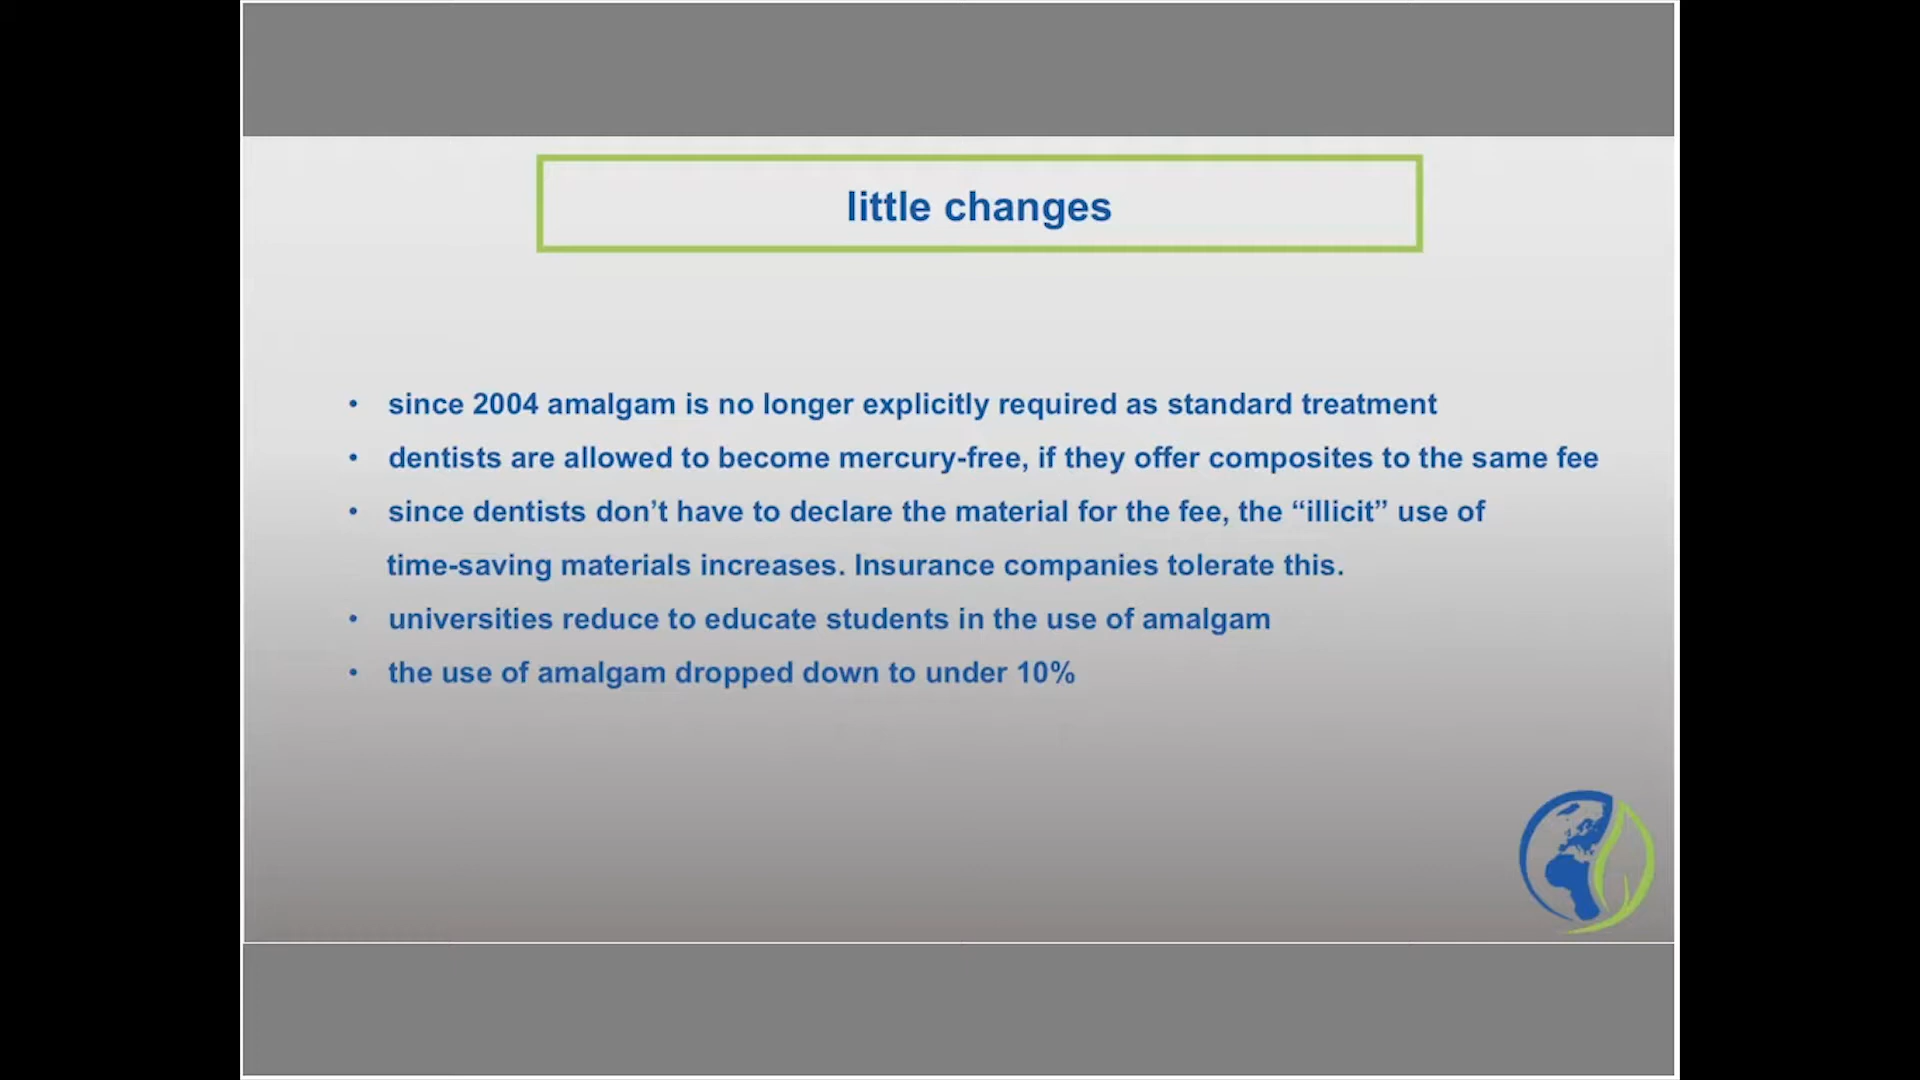 little changes
• since 2004 amalgam is no longer explicitly required as standard treatment
• dentists are allowed to become mercury-free, if they offer composites to the same fee
• since dentists don’t have to declare the material for the fee, the “illicit” use of
time-saving materials increases. Insurance companies tolerate this.
• universities reduce to educate students in the use of amalgam
• the use of amalgam dropped down to under 10%